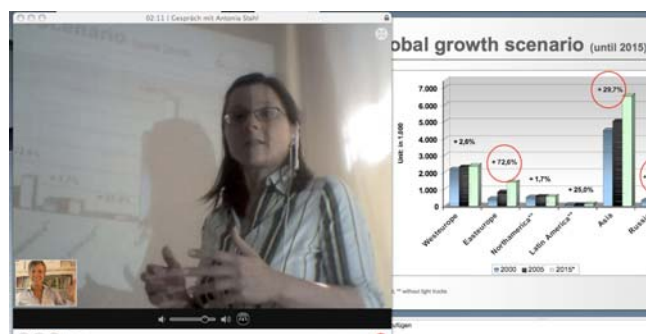 02:11 | Gespräch mit Antonia Stahl
obal growth scenario (until 2015)
7.000
6.000
5.000
4.000
3.000
2.000
1.000
0
Unit: in 1.000
+ 2,6%
+ 72,6%
+ 1,7%
+ 25,0%
+ 29,7%
Westeurope
Easteurope
Northamerica**
Latin America**
Asia
Russi
2000 2005 2015*
** without light trucks
ufügen